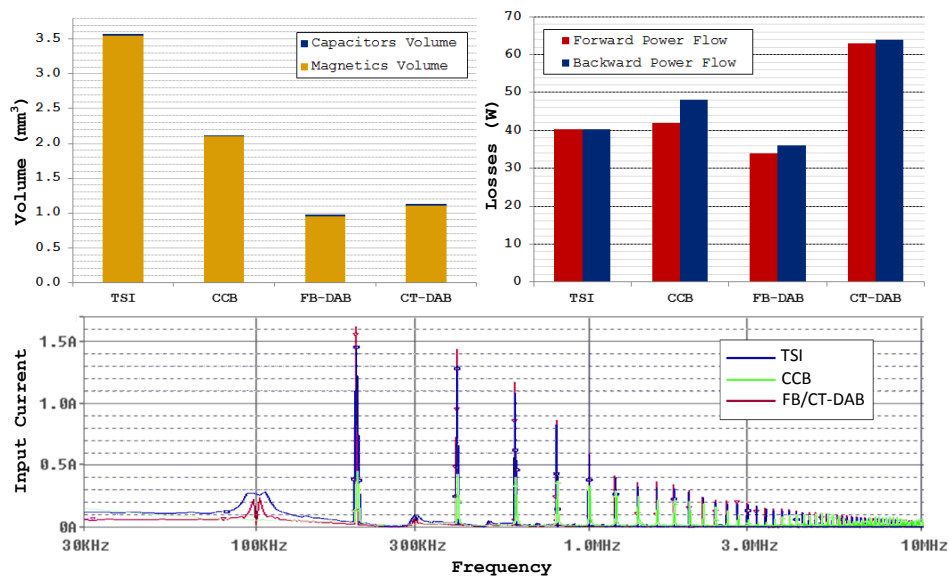 Volume (mm³)
3.5
3.0
2.5
2.0
1.5
1.0
0.5
0.0
Capacitors Volume
Magnetics Volume
TSI CCB FB-DAB CT-DAB
Losses (W)
70
60
50
40
30
20
10
0
Forward Power Flow
Backward Power Flow
TSI CCB FB-DAB CT-DAB
Input Current
1.5A
1.0A
0.5A
0A
TSI
CCB
FB/CT-DAB
30KHz 100KHz 300KHz 1.0MHz 3.0MHz 10MHz
Frequency